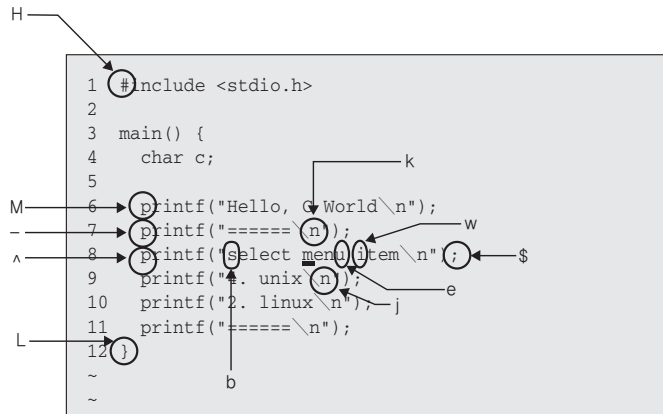 H
1 #include <stdio.h>
2
3 main() {
4 char c;
5
k
M
6 printf("Hello, C World\n");
w
–
7 printf("======\n");
^
8 printf("select menu item\n");
$
9 printf("1. unix\n");
e
j
10 printf("2. linux\n");
11 printf("======\n");
L
12 }
b
~
~